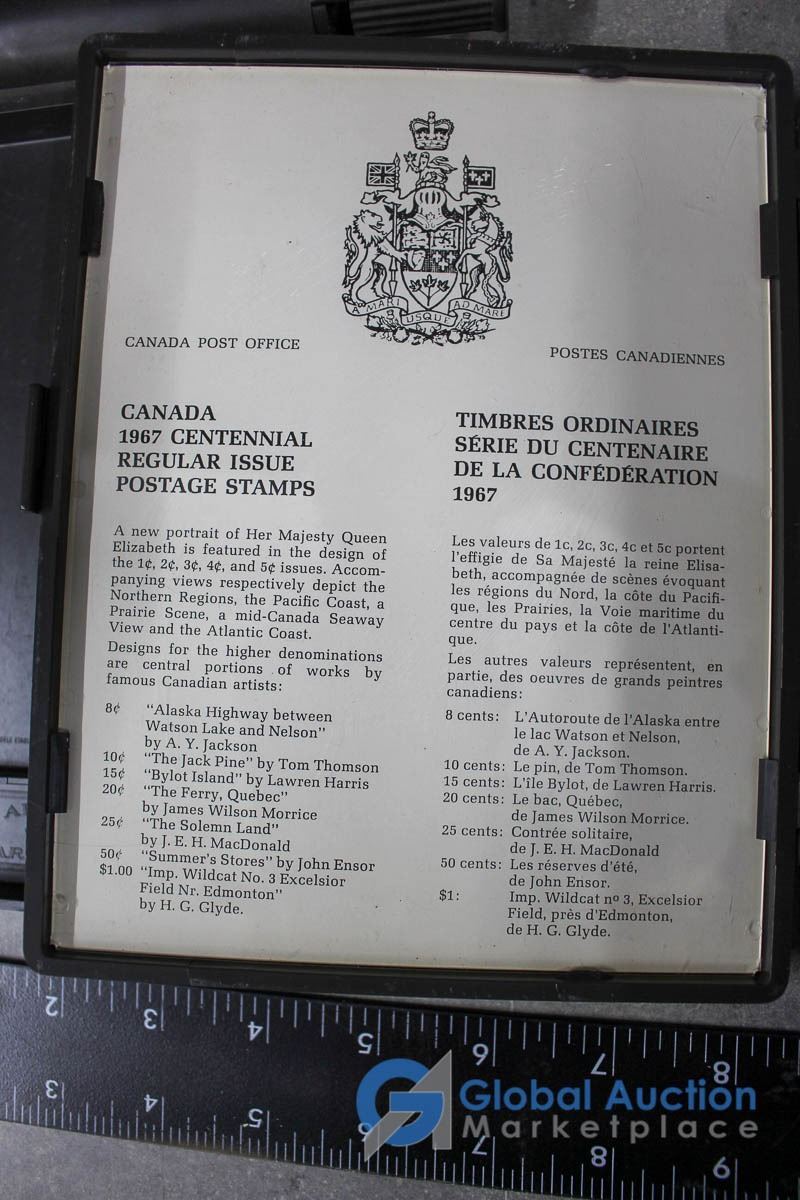 A MARI USQUE AD MARE
CANADA POST OFFICE
POSTES CANADIENNES
CANADA
1967 CENTENNIAL
REGULAR ISSUE
POSTAGE STAMPS
A new portrait of Her Majesty Queen
Elizabeth is featured in the design of
the 1¢, 2¢, 3¢, 4¢, and 5¢ issues. Accom-
panying views respectively depict the
Northern Regions, the Pacific Coast, a
Prairie Scene, a mid-Canada Seaway
View and the Atlantic Coast.
Designs for the higher denominations
are central portions of works by
famous Canadian artists:
8¢ "Alaska Highway between
Watson Lake and Nelson"
by A. Y. Jackson
10¢ "The Jack Pine" by Tom Thomson
15¢ "Bylot Island" by Lawren Harris
20¢ "The Ferry, Quebec"
by James Wilson Morrice
25¢ "The Solemn Land"
by J. E. H. MacDonald
50¢ "Summer's Stores" by John Ensor
$1.00 "Imp. Wildcat No. 3 Excelsior
Field Nr. Edmonton"
by H. G. Glyde.
TIMBRES ORDINAIRES
SÉRIE DU CENTENAIRE
DE LA CONFÉDÉRATION
1967
Les valeurs de 1c, 2c, 3c, 4c et 5c portent
l'effigie de Sa Majesté la reine Elisa-
beth, accompagnée de scènes évoquant
les régions du Nord, la côte du Pacifi-
que, les Prairies, la Voie maritime du
centre du pays et la côte de l'Atlanti-
que.
Les autres valeurs représentent, en
partie, des oeuvres de grands peintres
canadiens:
8 cents: L'Autoroute de l'Alaska entre
le lac Watson et Nelson,
de A. Y. Jackson.
10 cents: Le pin, de Tom Thomson.
15 cents: L'île Bylot, de Lawren Harris.
20 cents: Le bac, Québec,
de James Wilson Morrice.
25 cents: Contrée solitaire,
de J. E. H. MacDonald
50 cents: Les réserves d'été,
de John Ensor.
$1: Imp. Wildcat nº 3, Excelsior
Field, près d'Edmonton,
de H. G. Glyde.
2 3 4 5 6 7 8
3 4 5 6 7 8 9
Global Auction
Marketplace